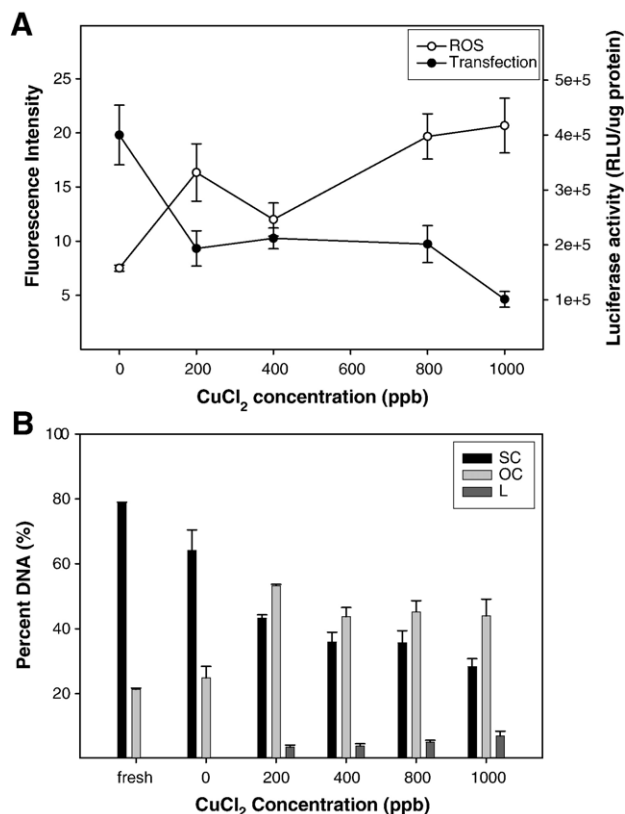 A
ROS
Transfection
Fluorescence Intensity
25
20
15
10
5
5e+5
4e+5
3e+5
2e+5
1e+5
Luciferase activity (RLU/ug protein)
0 200 400 600 800 1000
CuCl2 concentration (ppb)
B
SC
OC
L
Percent DNA (%)
100
80
60
40
20
fresh 0 200 400 800 1000
CuCl2 Concentration (ppb)